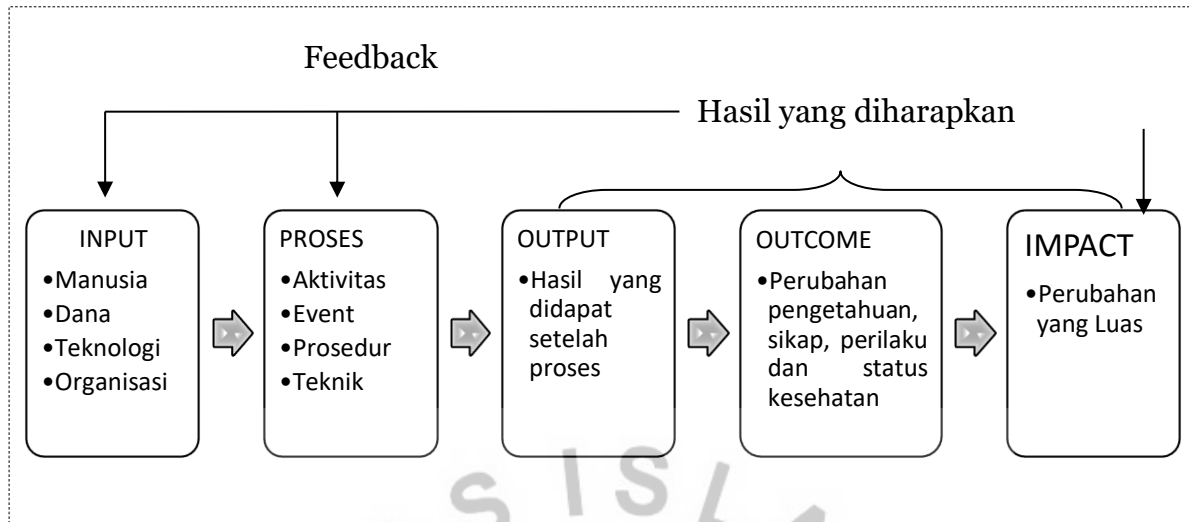 Feedback
Hasil yang diharapkan
INPUT
•Manusia
•Dana
•Teknologi
•Organisasi
PROSES
•Aktivitas
•Event
•Prosedur
•Teknik
OUTPUT
•Hasil yang
didapat
setelah
proses
OUTCOME
•Perubahan
pengetahuan,
sikap, perilaku
dan status
kesehatan
IMPACT
•Perubahan
yang Luas
S ISL